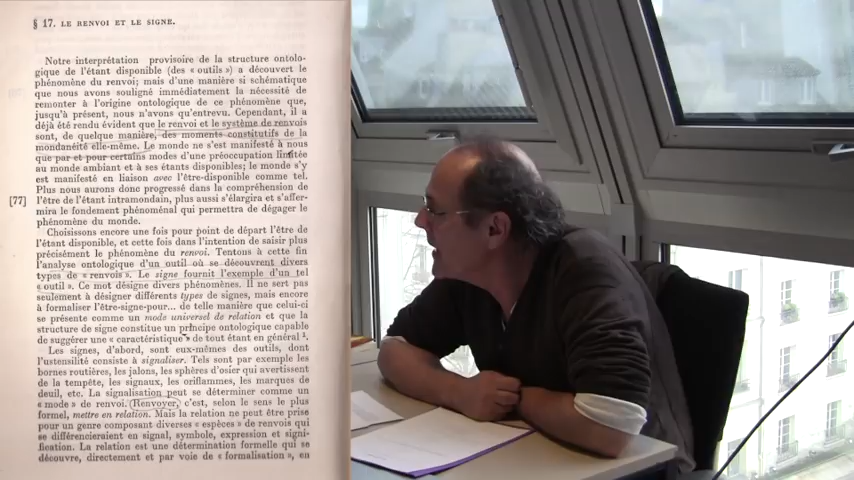 § 17. LE RENVOI ET LE SIGNE.
Notre interprétation provisoire de la structure ontolo-
gique de l'étant disponible (des « outils ») a découvert le
phénomène du renvoi; mais d'une manière si schématique
que nous avons souligné immédiatement la nécessité de
remonter à l'origine ontologique de ce phénomène que,
jusqu'à présent, nous n'avons qu'entrevu. Cependant, il a
déjà été rendu évident que le renvoi et le système de renvois
sont, de quelque manière, des moments constitutifs de la
mondanéité elle-même. Le monde ne s'est manifesté à nous
que par et pour certains modes d'une préoccupation limitée
au monde ambiant et à ses étants disponibles; le monde s'y
est manifesté en liaison avec l'être-disponible comme tel.
Plus nous aurons donc progressé dans la compréhension de
[77] l'être de l'étant intramondain, plus aussi s'élargira et s'affer-
mira le fondement phénoménal qui permettra de dégager le
phénomène du monde.
Choisissons encore une fois pour point de départ l'être de
l'étant disponible, et cette fois dans l'intention de saisir plus
précisément le phénomène du renvoi. Tentons à cette fin
l'analyse ontologique d'un outil où se découvrent divers
types de « renvois ». Le signe fournit l'exemple d'un tel
« outil ». Ce mot désigne divers phénomènes. Il ne sert pas
seulement à désigner différents types de signes, mais encore
à formaliser l'être-signe-pour... de telle manière que celui-ci
se présente comme un mode universel de relation et que la
structure de signe constitue un principe ontologique capable
de suggérer une « caractéristique » de tout étant en général ¹.
Les signes, d'abord, sont eux-mêmes des outils, dont
l'ustensilité consiste à signaliser. Tels sont par exemple les
bornes routières, les jalons, les sphères d'osier qui avertissent
de la tempête, les signaux, les oriflammes, les marques de
deuil, etc. La signalisation peut se déterminer comme un
« mode » de renvoi. Renvoyer, c'est, selon le sens le plus
formel, mettre en relation. Mais la relation ne peut être prise
pour un genre composant diverses « espèces » de renvois qui
se différencieraient en signal, symbole, expression et signi-
fication. La relation est une détermination formelle qui se
découvre, directement et par voie de « formalisation », en